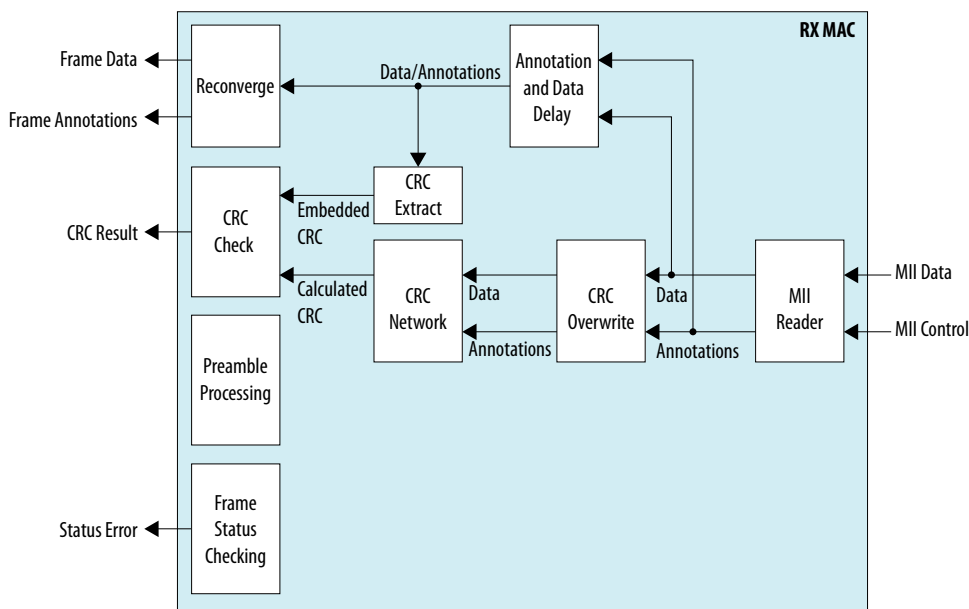 RX MAC
Frame Data
Frame Annotations
Reconverge
Data/Annotations
Annotation
and Data
Delay
CRC
Extract
Embedded
CRC
CRC
Check
CRC Result
Calculated
CRC
CRC
Network
Data
Annotations
CRC
Overwrite
Data
Annotations
MII
Reader
MII Data
MII Control
Preamble
Processing
Status Error
Frame
Status
Checking